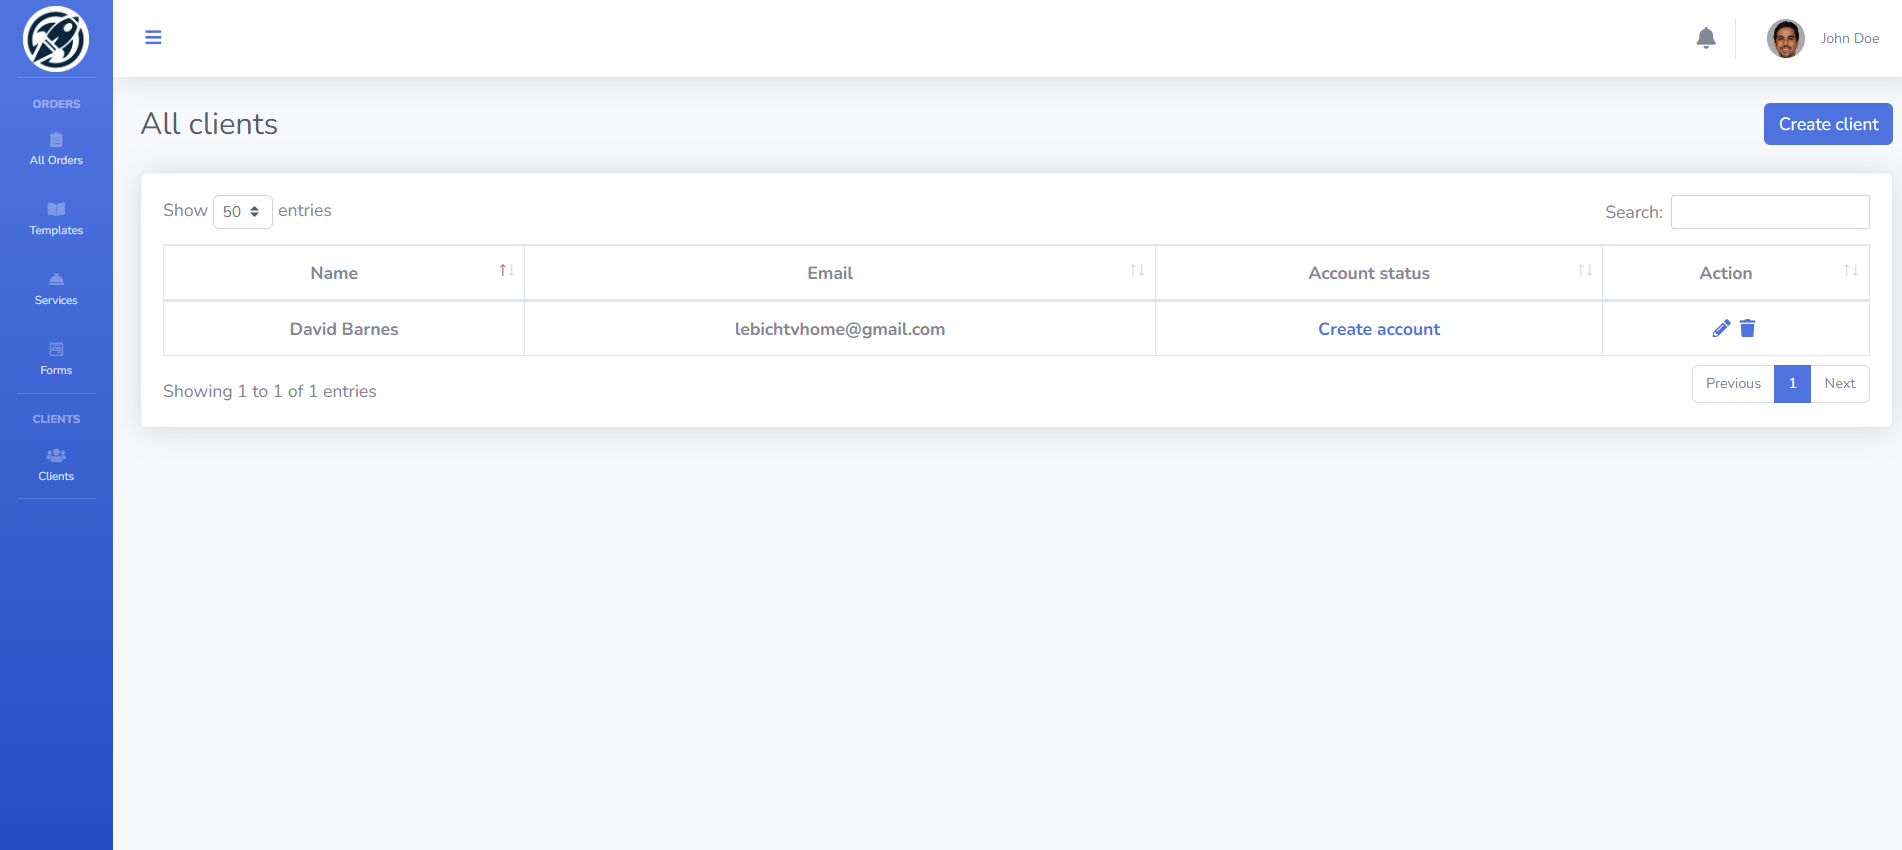 John Doe
ORDERS
All Orders
Templates
Services
Forms
CLIENTS
Clients
All clients
Create client
Show 50 entries
Search:
Name Email Account status Action
David Barnes lebichtvhome@gmail.com Create account
Showing 1 to 1 of 1 entries
Previous 1 Next